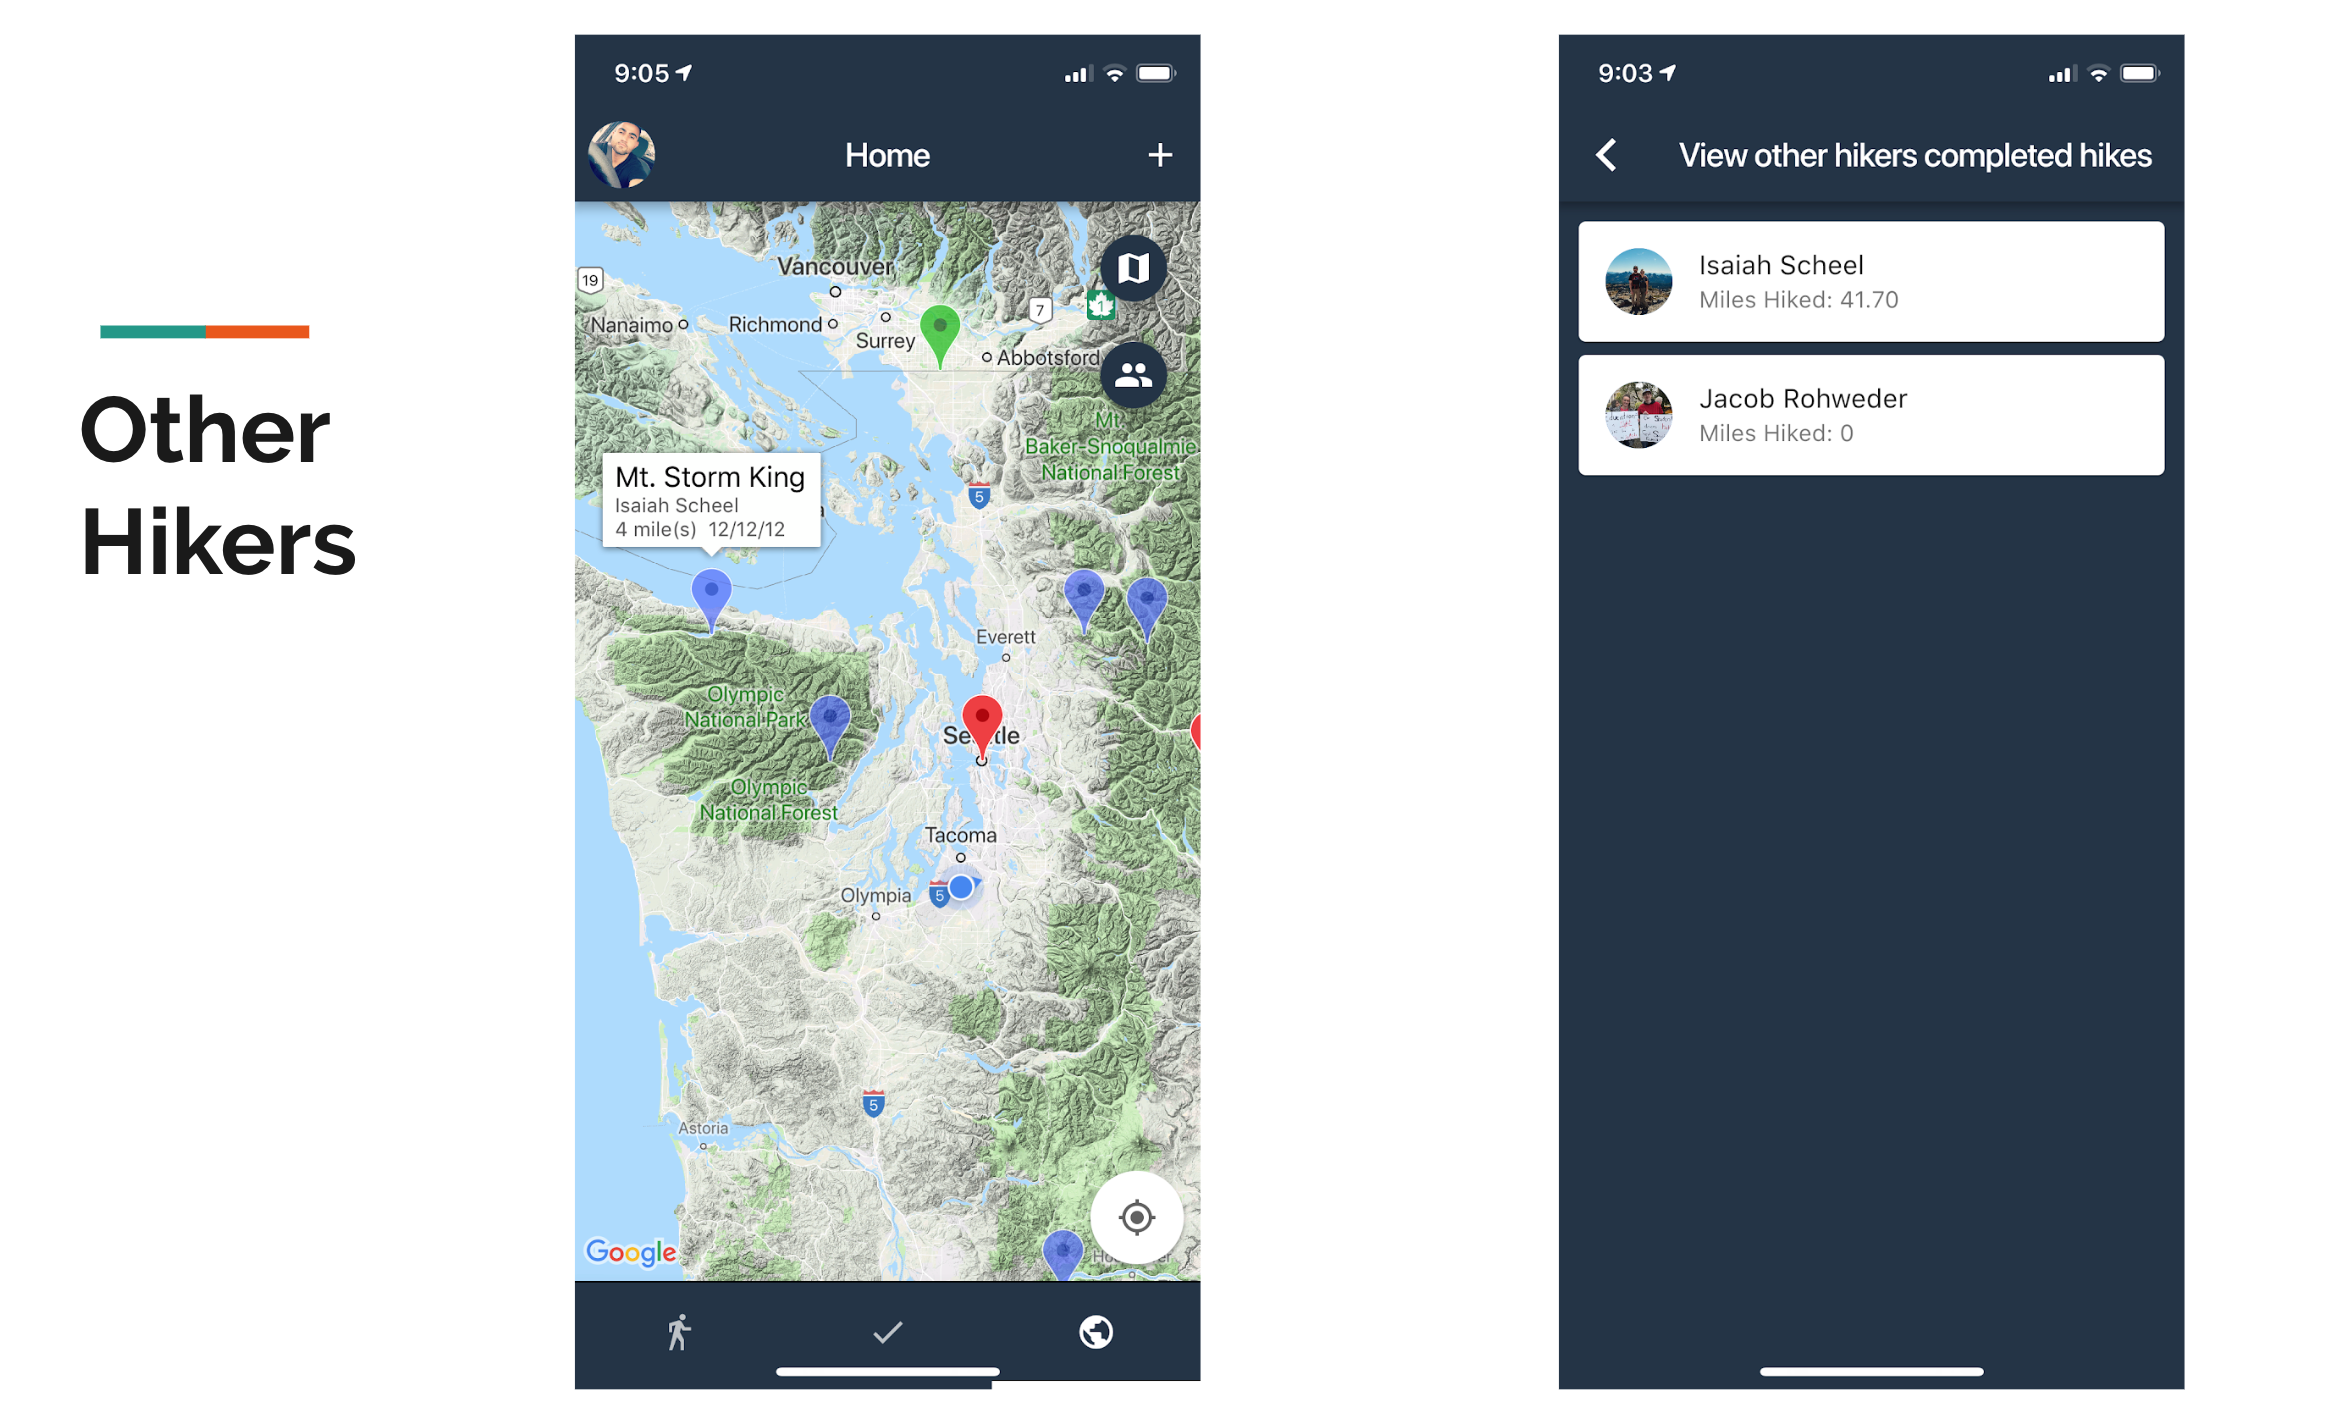 Other
Hikers
9:05
Home
Vancouver
19
7
1
Nanaimo
Richmond
Surrey
Abbotsford
Mt.
Baker-Snoqualmie
National Forest
5
Mt. Storm King
Isaiah Scheel
4 mile(s) 12/12/12
Everett
Olympic
National Park
Seattle
Olympic
National Forest
Tacoma
5
Olympia
5
Astoria
Google
9:03
View other hikers completed hikes
Isaiah Scheel
Miles Hiked: 41.70
Jacob Rohweder
Miles Hiked: 0